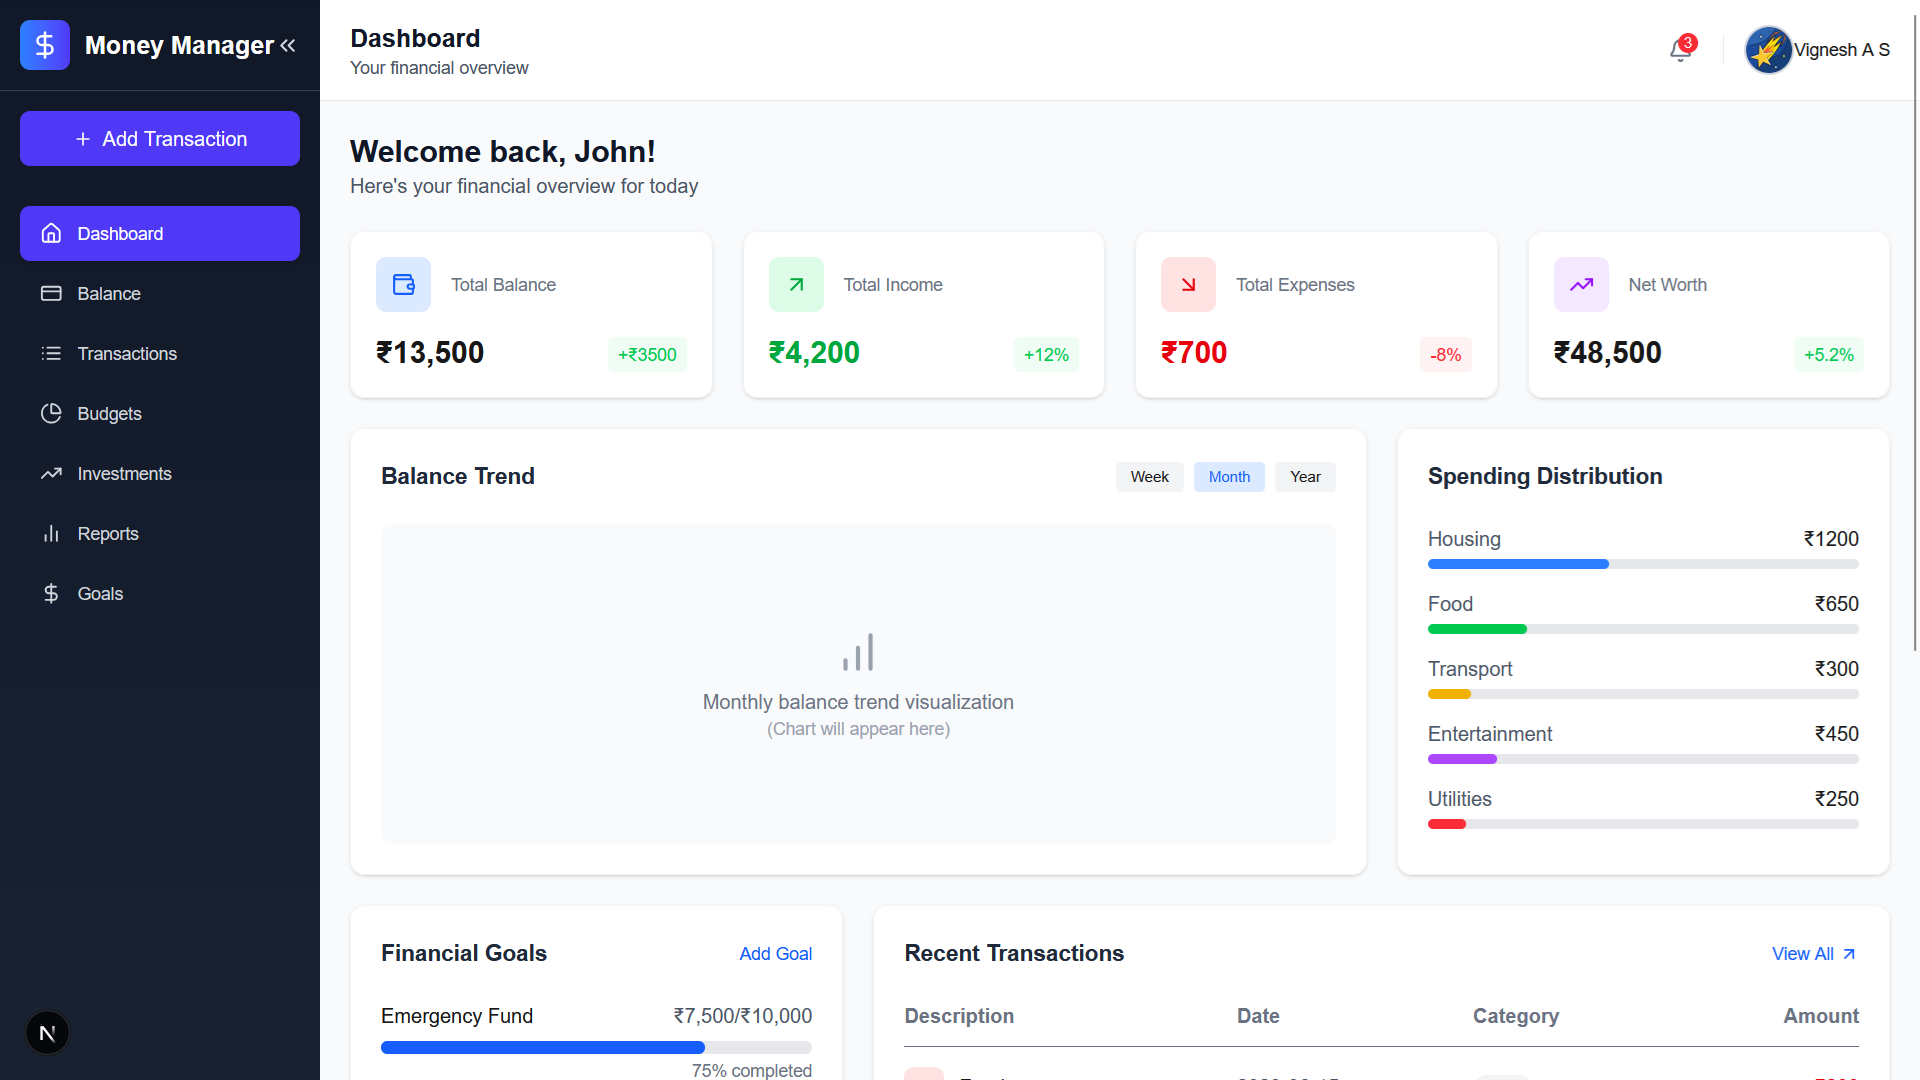 Money Manager
Add Transaction
Dashboard
Balance
Transactions
Budgets
Investments
Reports
Goals
N
Dashboard
Your financial overview
3
Vignesh A S
Welcome back, John!
Here's your financial overview for today
Total Balance
₹13,500
+₹3500
Total Income
₹4,200
+12%
Total Expenses
₹700
-8%
Net Worth
₹48,500
+5.2%
Balance Trend
Week
Month
Year
Monthly balance trend visualization
(Chart will appear here)
Spending Distribution
Housing ₹1200
Food ₹650
Transport ₹300
Entertainment ₹450
Utilities ₹250
Financial Goals
Add Goal
Emergency Fund ₹7,500/₹10,000
75% completed
Recent Transactions
View All
Description Date Category Amount